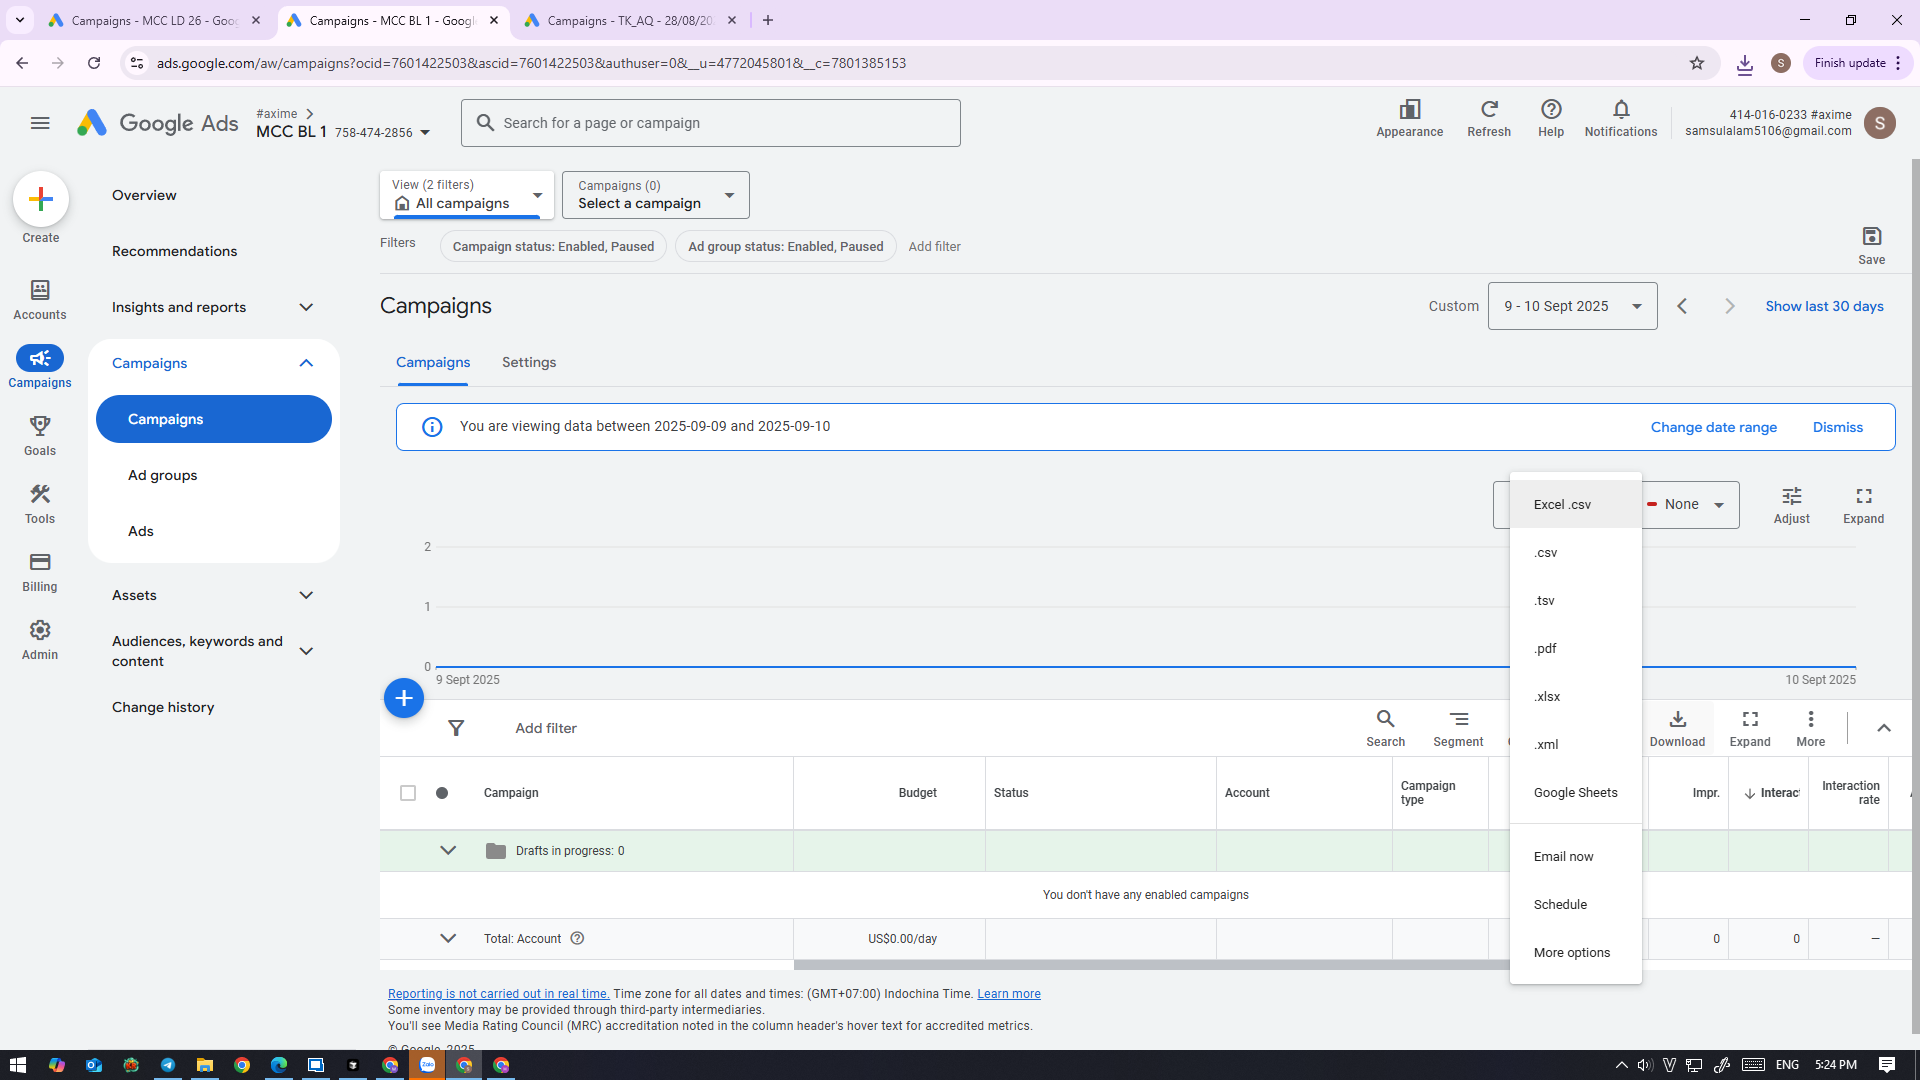 Campaigns - MCC LD 26 - Goog
Campaigns - MCC BL 1 - Google
Campaigns - TK_AQ - 28/08/202
ads.google.com/aw/campaigns?ocid=7601422503&ascid=7601422503&authuser=0&__u=4772045801&__c=7801385153
S
Finish update
Google Ads
#axime
MCC BL 1 758-474-2856
Search for a page or campaign
Appearance
Refresh
Help
Notifications
414-016-0233 #axime
samsulalam5106@gmail.com
S
Create
Accounts
Campaigns
Goals
Tools
Billing
Admin
Overview
Recommendations
Insights and reports
Campaigns
Campaigns
Ad groups
Ads
Assets
Audiences, keywords and
content
Change history
View (2 filters)
All campaigns
Campaigns (0)
Select a campaign
Filters
Campaign status: Enabled, Paused
Ad group status: Enabled, Paused
Add filter
Save
Campaigns
Custom
9 - 10 Sept 2025
Show last 30 days
Campaigns
Settings
You are viewing data between 2025-09-09 and 2025-09-10
Change date range
Dismiss
None
Adjust
Expand
2
1
0
9 Sept 2025
10 Sept 2025
Excel .csv
.csv
.tsv
.pdf
.xlsx
.xml
Google Sheets
Email now
Schedule
More options
Add filter
Search
Segment
Download
Expand
More
Campaign
Budget
Status
Account
Campaign
type
Impr.
Interact
Interaction
rate
Drafts in progress: 0
You don't have any enabled campaigns
Total: Account
US$0.00/day
0
0
—
Reporting is not carried out in real time. Time zone for all dates and times: (GMT+07:00) Indochina Time. Learn more
Some inventory may be provided through third-party intermediaries.
You'll see Media Rating Council (MRC) accreditation noted in the column header's hover text for accredited metrics.
© Google, 2025
Zalo
ENG
5:24 PM